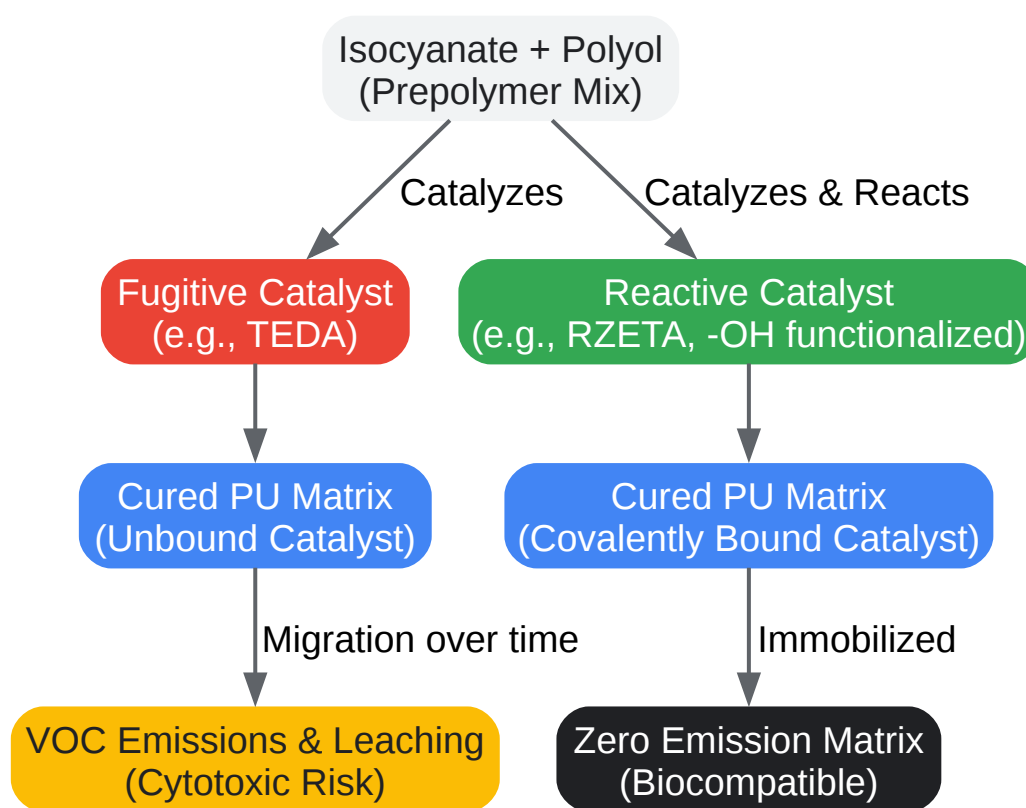 Isocyanate + Polyol
(Prepolymer Mix)
Catalyzes
Catalyzes & Reacts
Fugitive Catalyst
(e.g., TEDA)
Reactive Catalyst
(e.g., RZETA, -OH functionalized)
Cured PU Matrix
(Unbound Catalyst)
Cured PU Matrix
(Covalently Bound Catalyst)
Migration over time
Immobilized
VOC Emissions & Leaching
(Cytotoxic Risk)
Zero Emission Matrix
(Biocompatible)